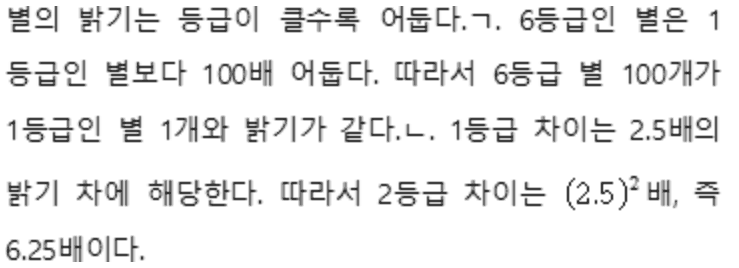 별의 밝기는 등급이 클수록 어둡다.ㄱ. 6등급인 별은 1
등급인 별보다 100배 어둡다. 따라서 6등급 별 100개가
1등급인 별 1개와 밝기가 같다.ㄴ. 1등급 차이는 2.5배의
밝기 차에 해당한다. 따라서 2등급 차이는 (2.5)² 배, 즉
6.25배이다.